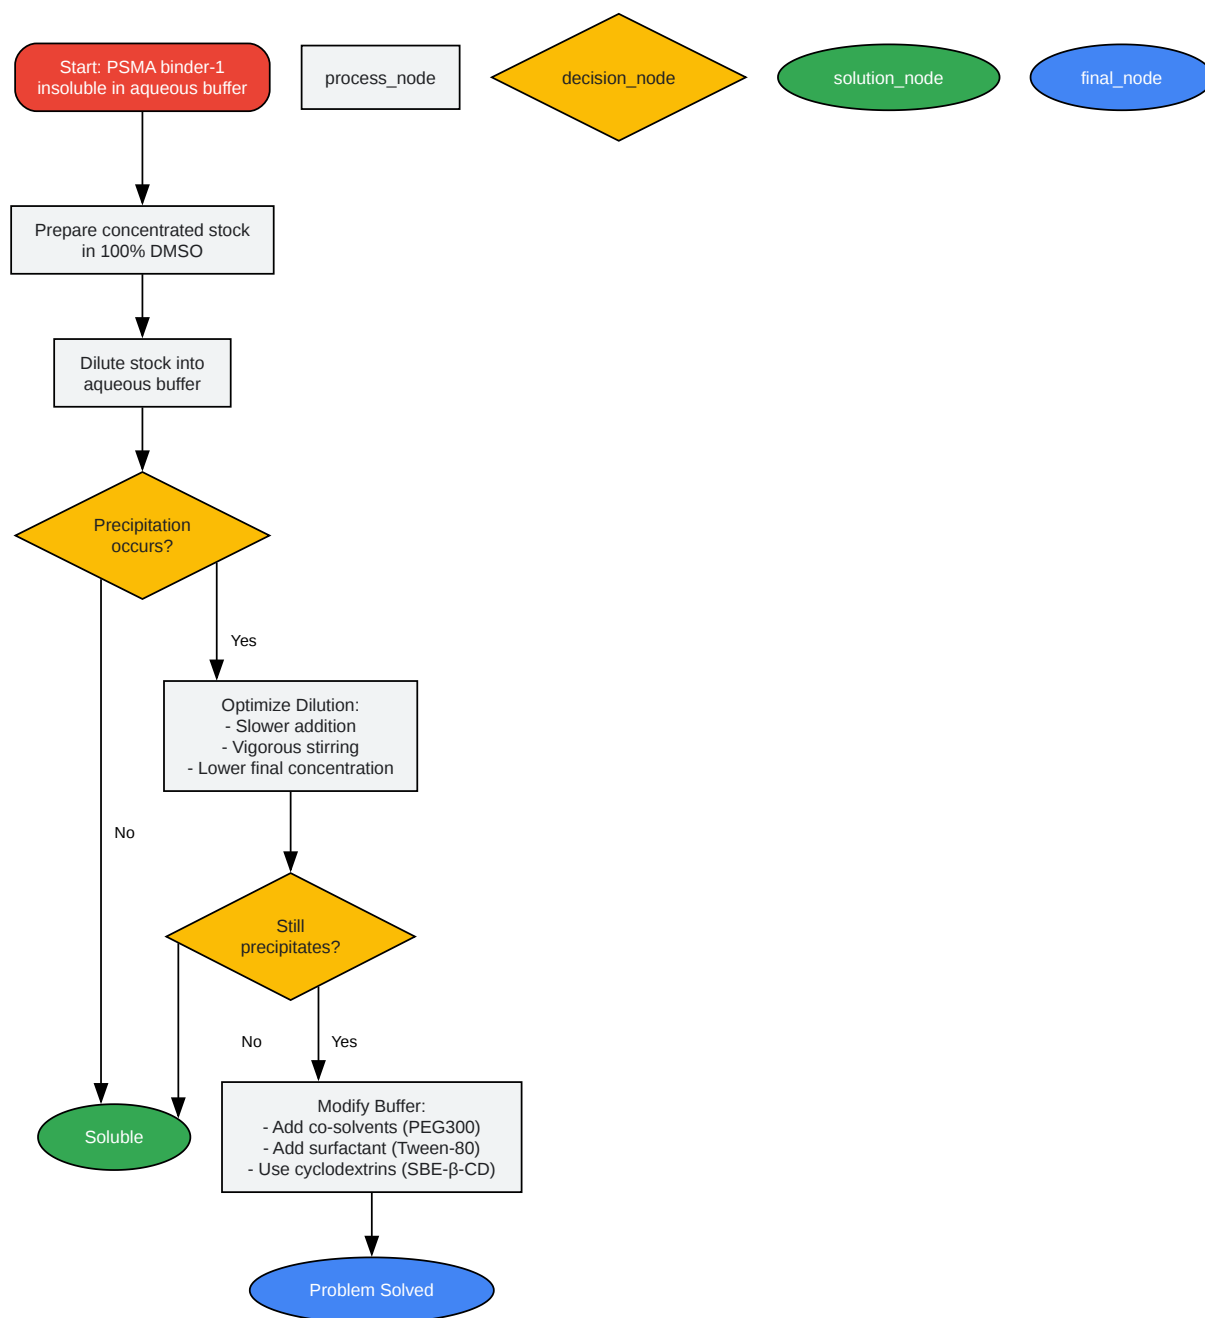 Start: PSMA binder-1
insoluble in aqueous buffer
process_node
decision_node
solution_node
final_node
Prepare concentrated stock
in 100% DMSO
Dilute stock into
aqueous buffer
Precipitation
occurs?
Yes
Optimize Dilution:
- Slower addition
- Vigorous stirring
- Lower final concentration
No
Still
precipitates?
No
Yes
Modify Buffer:
- Add co-solvents (PEG300)
- Add surfactant (Tween-80)
- Use cyclodextrins (SBE-β-CD)
Soluble
Problem Solved